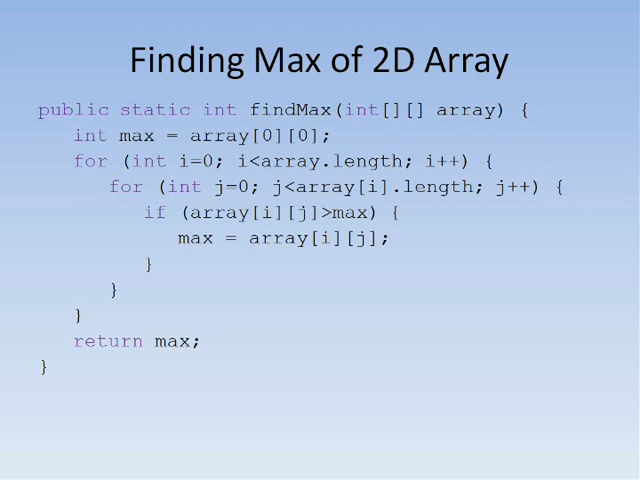 Finding Max of 2D Array
public static int findMax(int[][] array) {
int max = array[0][0];
for (int i=0; i<array.length; i++) {
for (int j=0; j<array[i].length; j++) {
if (array[i][j]>max) {
max = array[i][j];
}
}
}
return max;
}